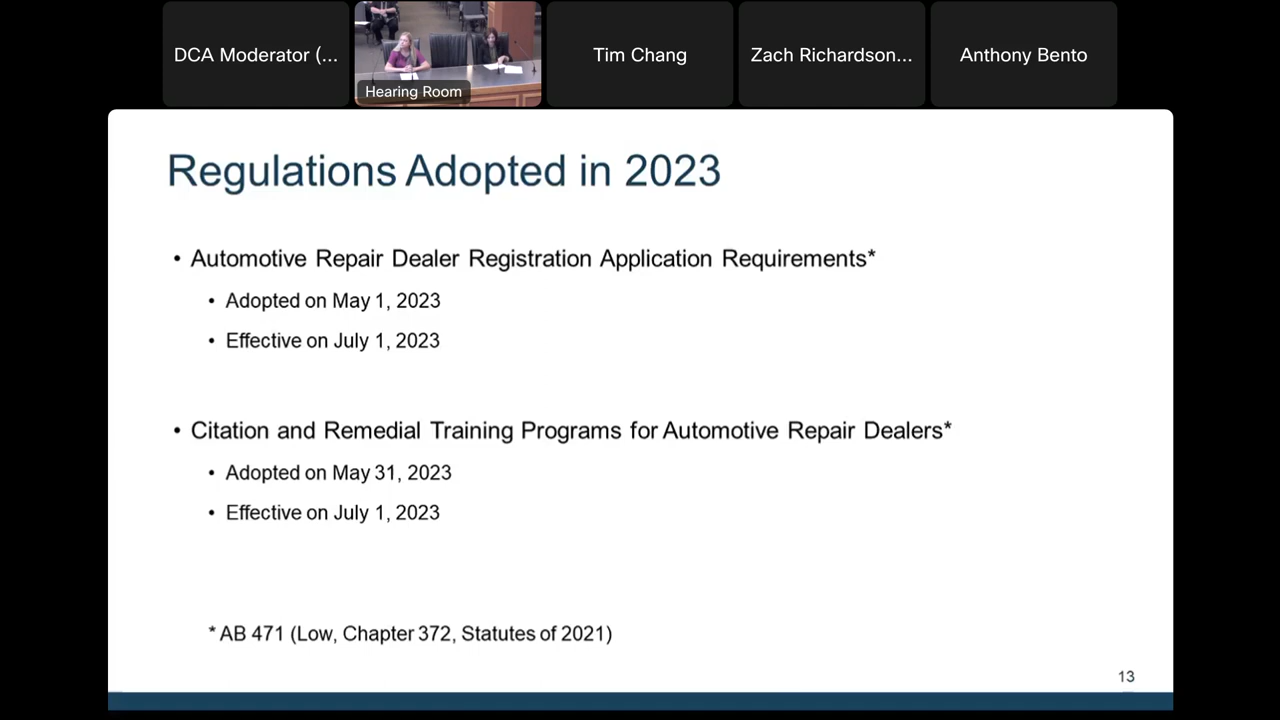 DCA Moderator (...
Hearing Room
Tim Chang
Zach Richardson...
Anthony Bento
Regulations Adopted in 2023
• Automotive Repair Dealer Registration Application Requirements*
• Adopted on May 1, 2023
• Effective on July 1, 2023
• Citation and Remedial Training Programs for Automotive Repair Dealers*
• Adopted on May 31, 2023
• Effective on July 1, 2023
* AB 471 (Low, Chapter 372, Statutes of 2021)
13